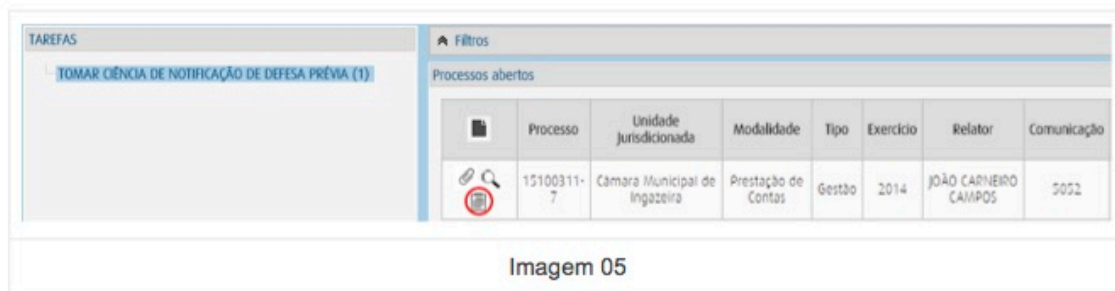 TAREFAS
TOMAR CIÊNCIA DE NOTIFICAÇÃO DE DEFESA PRÉVIA (1)
Filtros
Processos abertos
Processo
Unidade
Jurisdicionada
Modalidade
Tipo
Exercício
Relator
Comunicação
15100311-
7
Câmara Municipal de
Ingazeira
Prestação de
Contas
Gestão
2014
JOÃO CARNEIRO
CAMPOS
5052
Imagem 05